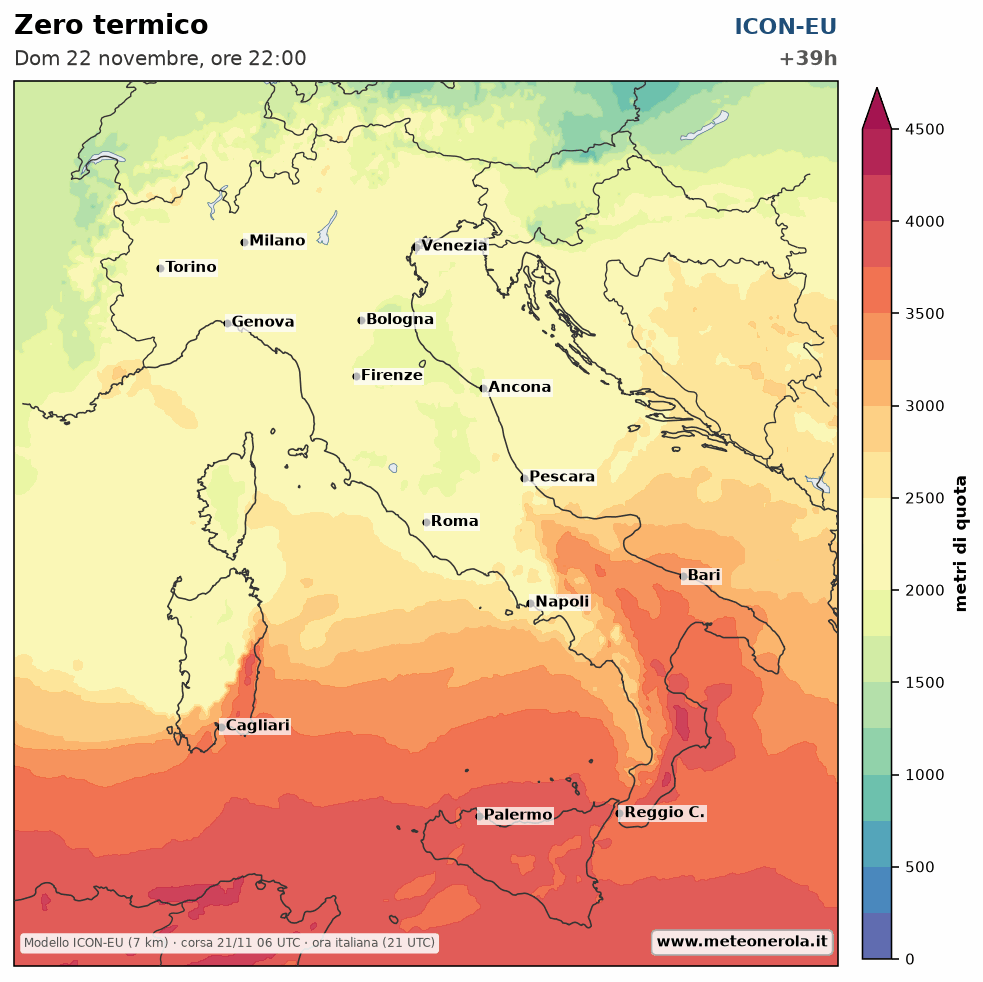 Zero termico
ICON-EU
Dom 22 novembre, ore 22:00
+39h
Milano
Venezia
Torino
Genova
Bologna
Firenze
Ancona
Pescara
Roma
Bari
Napoli
Cagliari
Palermo
Reggio C.
4500
4000
3500
3000
2500
2000
1500
1000
500
0
metri di quota
Modello ICON-EU (7 km) · corsa 21/11 06 UTC · ora italiana (21 UTC)
www.meteonerola.it